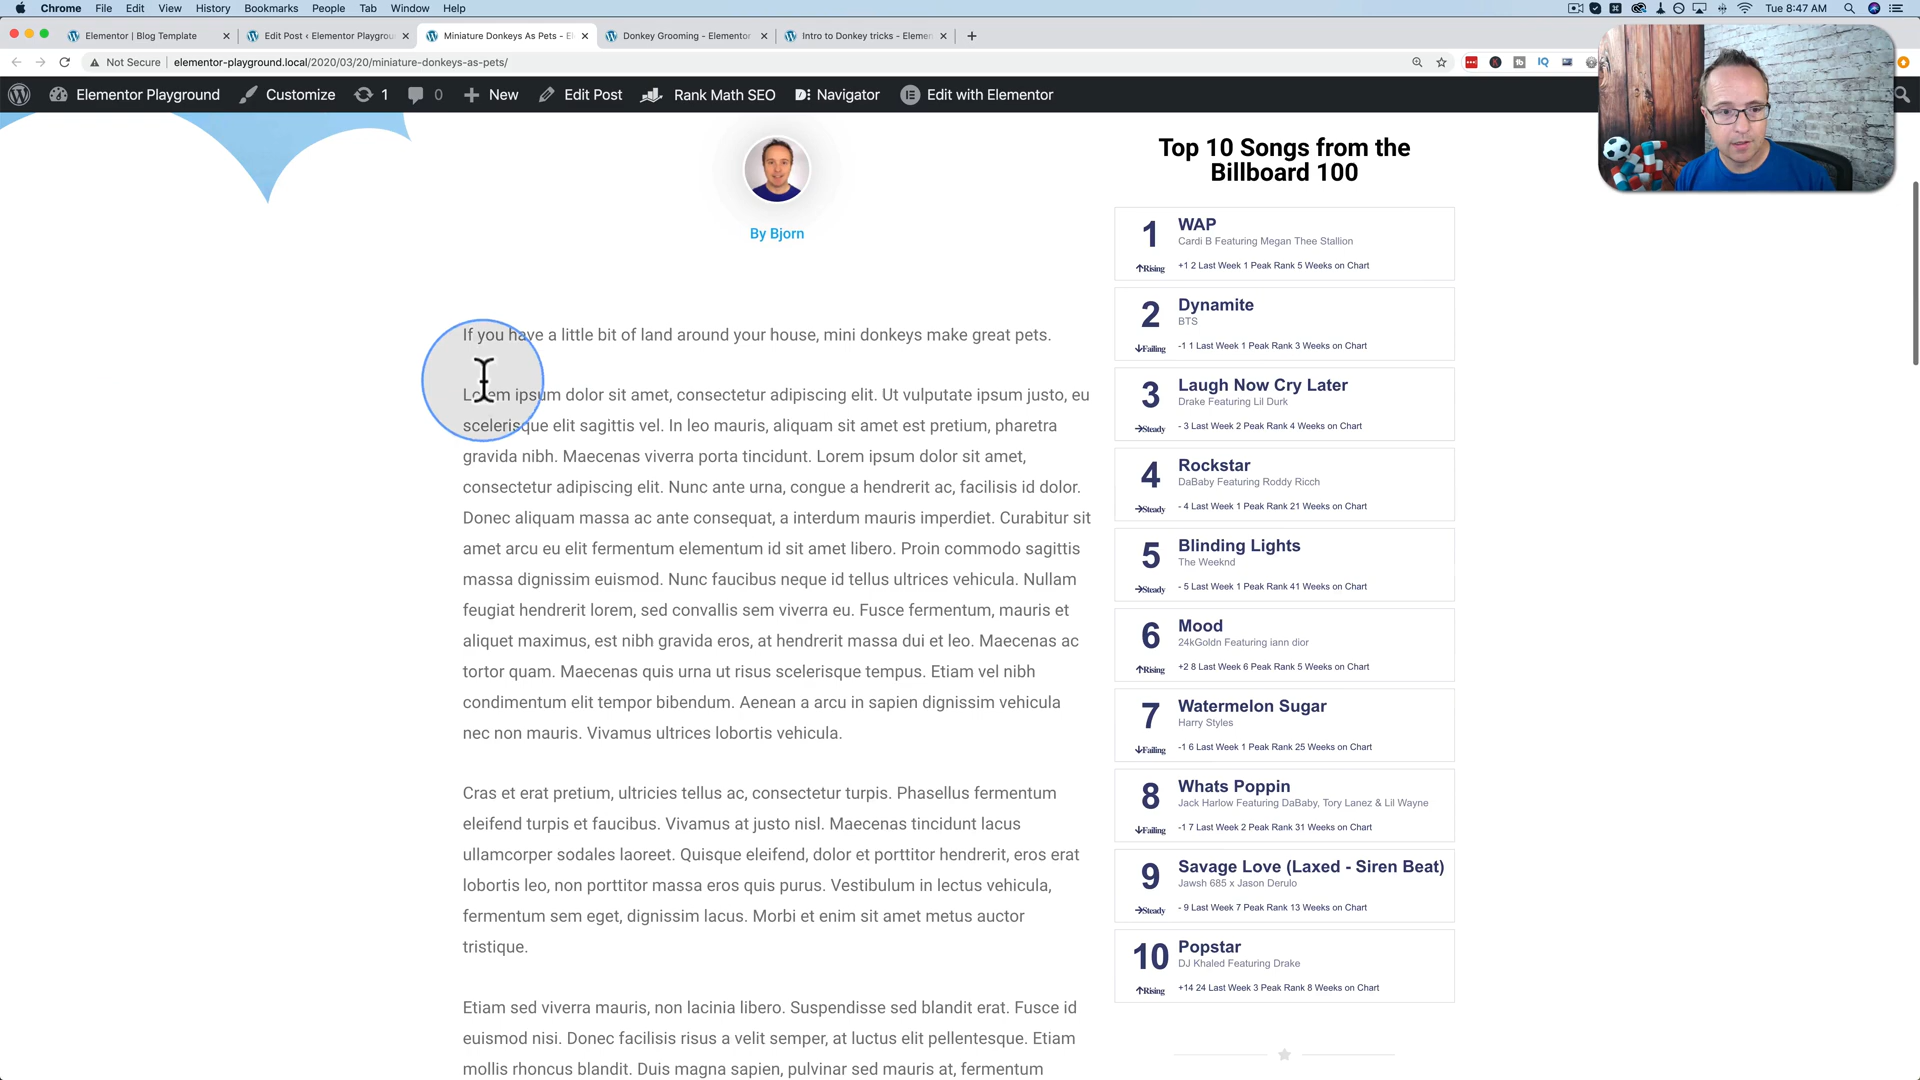 Chrome File Edit View History Bookmarks People Tab Window Help
Tue 8:47 AM
Elementor | Blog Template
Edit Post ‹ Elementor Playgrou
Miniature Donkeys As Pets - E
Donkey Grooming - Elementor
Intro to Donkey tricks - Elemen
Not Secure elementor-playground.local/2020/03/20/miniature-donkeys-as-pets/
Elementor Playground Customize 1 0 New Edit Post Rank Math SEO Navigator Edit with Elementor
By Bjorn
If you have a little bit of land around your house, mini donkeys make great pets.
Lorem ipsum dolor sit amet, consectetur adipiscing elit. Ut vulputate ipsum justo, eu
scelerisque elit sagittis vel. In leo mauris, aliquam sit amet est pretium, pharetra
gravida nibh. Maecenas viverra porta tincidunt. Lorem ipsum dolor sit amet,
consectetur adipiscing elit. Nunc ante urna, congue a hendrerit ac, facilisis id dolor.
Donec aliquam massa ac ante consequat, a interdum mauris imperdiet. Curabitur sit
amet arcu eu elit fermentum elementum id sit amet libero. Proin commodo sagittis
massa dignissim euismod. Nunc faucibus neque id tellus ultrices vehicula. Nullam
feugiat hendrerit lorem, sed convallis sem viverra eu. Fusce fermentum, mauris et
aliquet maximus, est nibh gravida eros, at hendrerit massa dui et leo. Maecenas ac
tortor quam. Maecenas quis urna ut risus scelerisque tempus. Etiam vel nibh
condimentum elit tempor bibendum. Aenean a arcu in sapien dignissim vehicula
nec non mauris. Vivamus ultrices lobortis vehicula.
Cras et erat pretium, ultricies tellus ac, consectetur turpis. Phasellus fermentum
eleifend turpis et faucibus. Vivamus at justo nisl. Maecenas tincidunt lacus
ullamcorper sodales laoreet. Quisque eleifend, dolor et porttitor hendrerit, eros erat
lobortis leo, non porttitor massa eros quis purus. Vestibulum in lectus vehicula,
fermentum sem eget, dignissim lacus. Morbi et enim sit amet metus auctor
tristique.
Etiam sed viverra mauris, non lacinia libero. Suspendisse sed blandit erat. Fusce id
euismod nisi. Donec facilisis risus a velit semper, at luctus elit pellentesque. Etiam
mollis rhoncus blandit. Duis magna sapien, pulvinar sed mauris at, fermentum
Top 10 Songs from the
Billboard 100
1 WAP
Cardi B Featuring Megan Thee Stallion
Rising +1 2 Last Week 1 Peak Rank 5 Weeks on Chart
2 Dynamite
BTS
Failing -1 1 Last Week 1 Peak Rank 3 Weeks on Chart
3 Laugh Now Cry Later
Drake Featuring Lil Durk
Steady - 3 Last Week 2 Peak Rank 4 Weeks on Chart
4 Rockstar
DaBaby Featuring Roddy Ricch
Steady - 4 Last Week 1 Peak Rank 21 Weeks on Chart
5 Blinding Lights
The Weeknd
Steady - 5 Last Week 1 Peak Rank 41 Weeks on Chart
6 Mood
24kGoldn Featuring iann dior
Rising +2 8 Last Week 6 Peak Rank 5 Weeks on Chart
7 Watermelon Sugar
Harry Styles
Failing -1 6 Last Week 1 Peak Rank 25 Weeks on Chart
8 Whats Poppin
Jack Harlow Featuring DaBaby, Tory Lanez & Lil Wayne
Failing -1 7 Last Week 2 Peak Rank 31 Weeks on Chart
9 Savage Love (Laxed - Siren Beat)
Jawsh 685 x Jason Derulo
Steady - 9 Last Week 7 Peak Rank 13 Weeks on Chart
10 Popstar
DJ Khaled Featuring Drake
Rising +14 24 Last Week 3 Peak Rank 8 Weeks on Chart